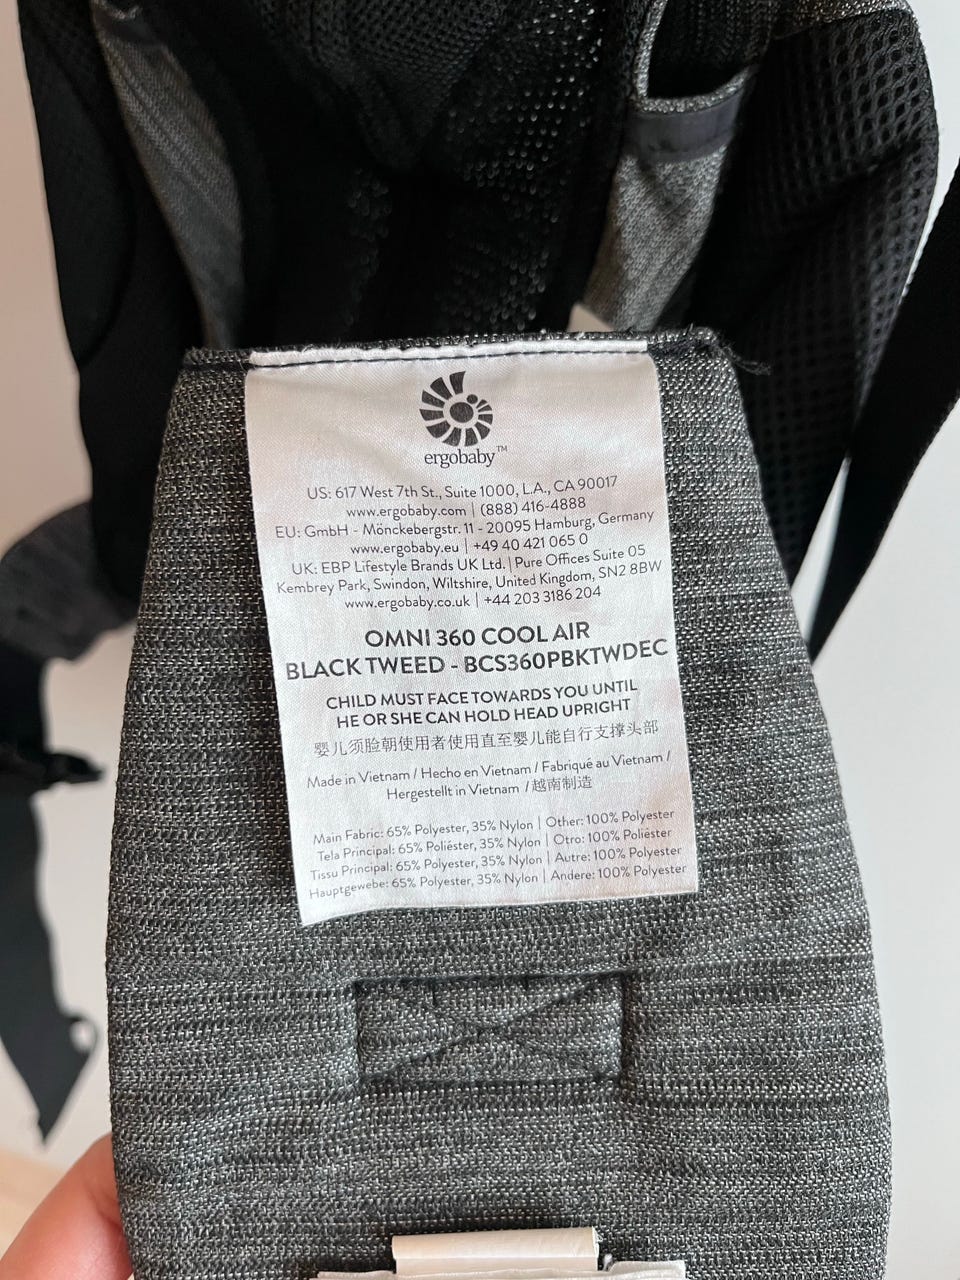 ergobaby™
US: 617 West 7th St., Suite 1000, L.A., CA 90017
www.ergobaby.com | (888) 416-4888
EU: GmbH - Mönckebergstr. 11 - 20095 Hamburg, Germany
www.ergobaby.eu | +49 40 421 065 0
UK: EBP Lifestyle Brands UK Ltd. | Pure Offices Suite 05
Kembrey Park, Swindon, Wiltshire, United Kingdom, SN2 8BW
www.ergobaby.co.uk | +44 203 3186 204
OMNI 360 COOL AIR
BLACK TWEED - BCS360PBKTWDEC
CHILD MUST FACE TOWARDS YOU UNTIL
HE OR SHE CAN HOLD HEAD UPRIGHT
婴儿须脸朝使用者使用直至婴儿能自行支撑头部
Made in Vietnam / Hecho en Vietnam / Fabriqué au Vietnam /
Hergestellt in Vietnam / 越南制造
Main Fabric: 65% Polyester, 35% Nylon | Other: 100% Polyester
Tela Principal: 65% Poliéster, 35% Nylon | Otro: 100% Poliéster
Tissu Principal: 65% Polyester, 35% Nylon | Autre: 100% Polyester
Hauptgewebe: 65% Polyester, 35% Nylon | Andere: 100% Polyester